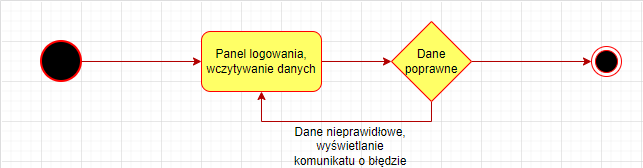 Panel logowania,
wczytywanie danych
Dane
poprawne
Dane nieprawidłowe,
wyświetlanie
komunikatu o błędzie